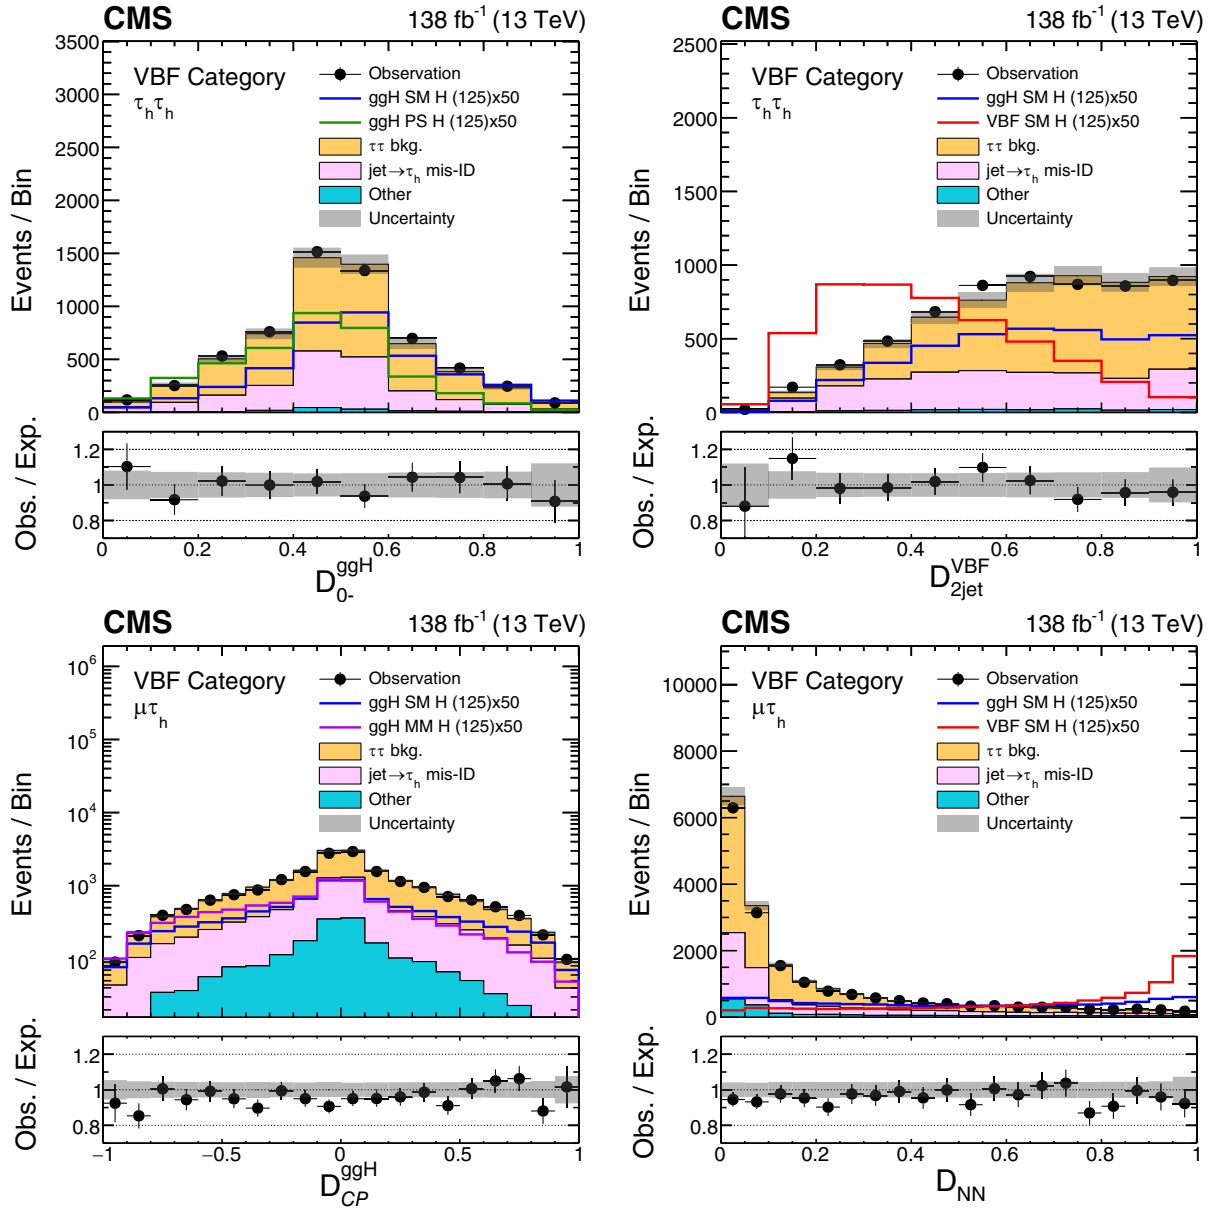 CMS 138 fb⁻¹ (13 TeV)
VBF Category
τhτh
Observation
ggH SM H (125)x50
ggH PS H (125)x50
ττ bkg.
jet→τh mis-ID
Other
Uncertainty
Events / Bin
3500
3000
2500
2000
1500
1000
500
0
Obs. / Exp.
1.2
1
0.8
0 0.2 0.4 0.6 0.8 1
D0-ggH
CMS 138 fb⁻¹ (13 TeV)
VBF Category
τhτh
Observation
ggH SM H (125)x50
VBF SM H (125)x50
ττ bkg.
jet→τh mis-ID
Other
Uncertainty
Events / Bin
2500
2000
1500
1000
500
0
Obs. / Exp.
1.2
1
0.8
0 0.2 0.4 0.6 0.8 1
D2jetVBF
CMS 138 fb⁻¹ (13 TeV)
VBF Category
μτh
Observation
ggH SM H (125)x50
ggH MM H (125)x50
ττ bkg.
jet→τh mis-ID
Other
Uncertainty
Events / Bin
10⁶
10⁵
10⁴
10³
10²
Obs. / Exp.
1.2
1
0.8
−1 −0.5 0 0.5 1
DCPggH
CMS 138 fb⁻¹ (13 TeV)
VBF Category
μτh
Observation
ggH SM H (125)x50
VBF SM H (125)x50
ττ bkg.
jet→τh mis-ID
Other
Uncertainty
Events / Bin
10000
8000
6000
4000
2000
0
Obs. / Exp.
1.2
1
0.8
0 0.2 0.4 0.6 0.8 1
DNN